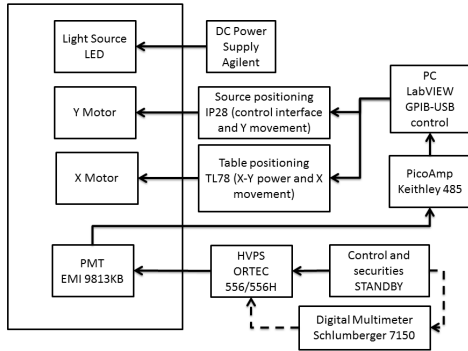 Light Source
LED
DC Power
Supply
Agilent
Y Motor
Source positioning
IP28 (control interface
and Y movement)
PC
LabVIEW
GPIB-USB
control
X Motor
Table positioning
TL78 (X-Y power and X
movement)
PicoAmp
Keithley 485
PMT
EMI 9813KB
HVPS
ORTEC
556/556H
Control and
securities
STANDBY
Digital Multimeter
Schlumberger 7150